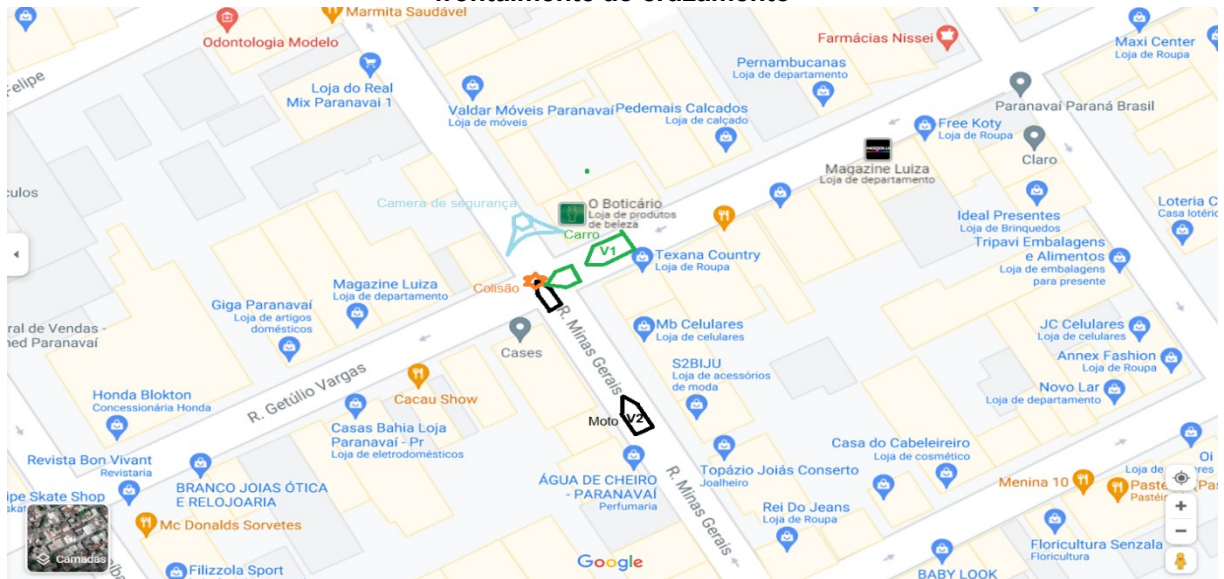 frontalmente ao cruzamento
Marmita Saudável
Odontologia Modelo
Farmácias Nissei
Maxi Center
Loja de Roupa
Felipe
Loja do Real
Mix Paranavaí 1
Pernambucanas
Loja de departamento
Valdar Móveis Paranavaí
Loja de móveis
Pedemais Calçados
Loja de calçado
Paranavaí Paraná Brasil
Free Koty
Loja de Roupa
Claro
Magazine Luiza
Loja de departamento
culos
Camera de segurança
O Boticário
Loja de produtos
de beleza
Carro
V1
Ideal Presentes
Loja de Brinquedos
Loteria C
Casa lotéric
Tripavi Embalagens
e Alimentos
Loja de embalagens
para presente
Texana Country
Loja de Roupa
Colisão
Magazine Luiza
Loja de departamento
Giga Paranavaí
Loja de artigos
domésticos
ral de Vendas -
ned Paranavaí
Cases
R. Minas Gerais
Mb Celulares
Loja de celulares
JC Celulares
Loja de celulares
S2BIJU
Loja de acessórios
de moda
Annex Fashion
Loja de Roupa
Novo Lar
Loja de departamento
R. Getúlio Vargas
Cacau Show
Honda Blokton
Concessionária Honda
Casas Bahia Loja
Paranavaí - Pr
Loja de eletrodomésticos
Moto
V2
Casa do Cabeleireiro
Loja de cosmético
Revista Bon Vivant
Revistaria
BRANCO JOIAS ÓTICA
E RELOJOARIA
ÁGUA DE CHEIRO
- PARANAVAÍ
Perfumaria
R. Minas Gerais
Topázio Joiás Conserto
Joalheiro
Oi
Menina 10
ipe Skate Shop
Mc Donalds Sorvetes
Rei Do Jeans
Loja de Roupa
Camadas
Google
Floricultura Senzala
Floricultura
Filizzola Sport
BABY LOOK